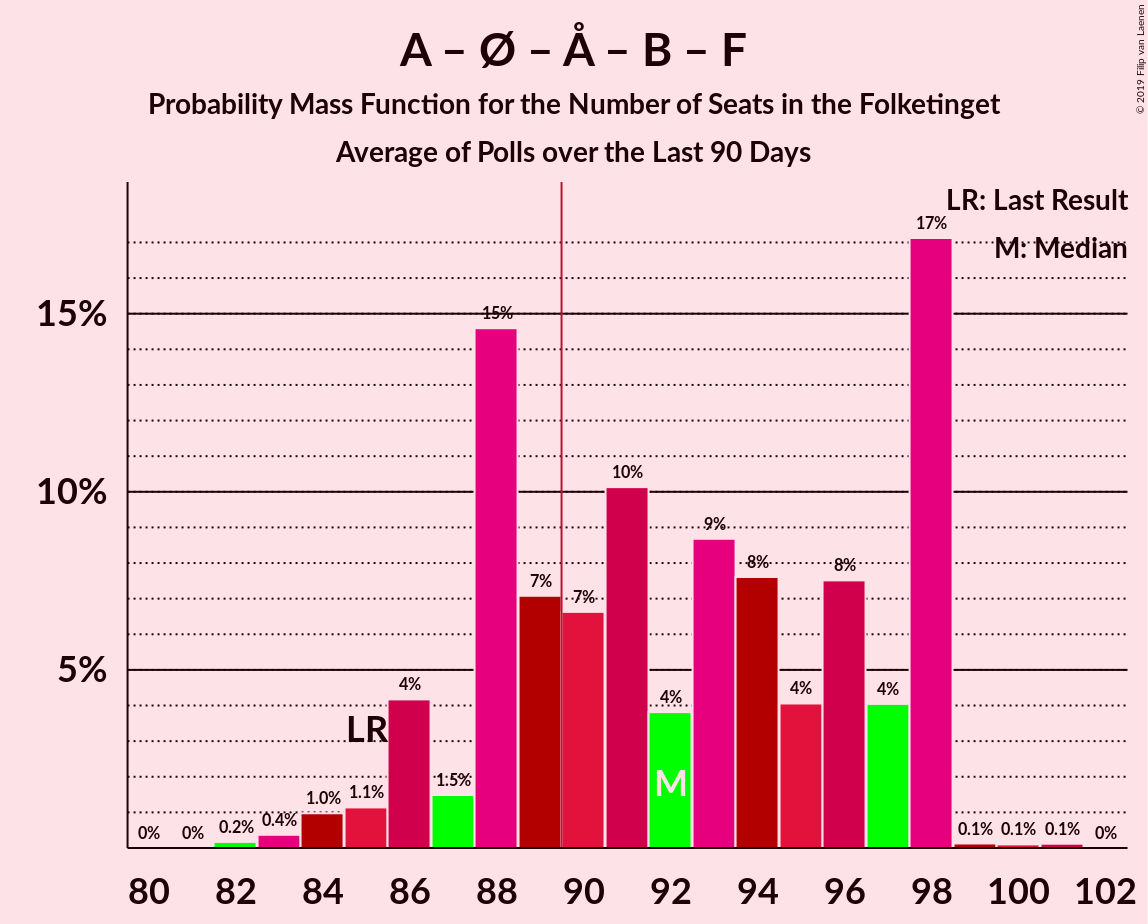 A – Ø – Å – B – F
Probability Mass Function for the Number of Seats in the Folketinget
Average of Polls over the Last 90 Days
© 2019 Filip van Laenen
LR: Last Result
M: Median
17%
15%
15%
10%
10%
9%
8%
8%
7%
7%
5%
4%
4%
4%
4%
LR
M
1.5%
1.1%
1.0%
0.4%
0.2%
0%
0%
0.1%
0.1%
0.1%
0%
80 82 84 86 88 90 92 94 96 98 100 102